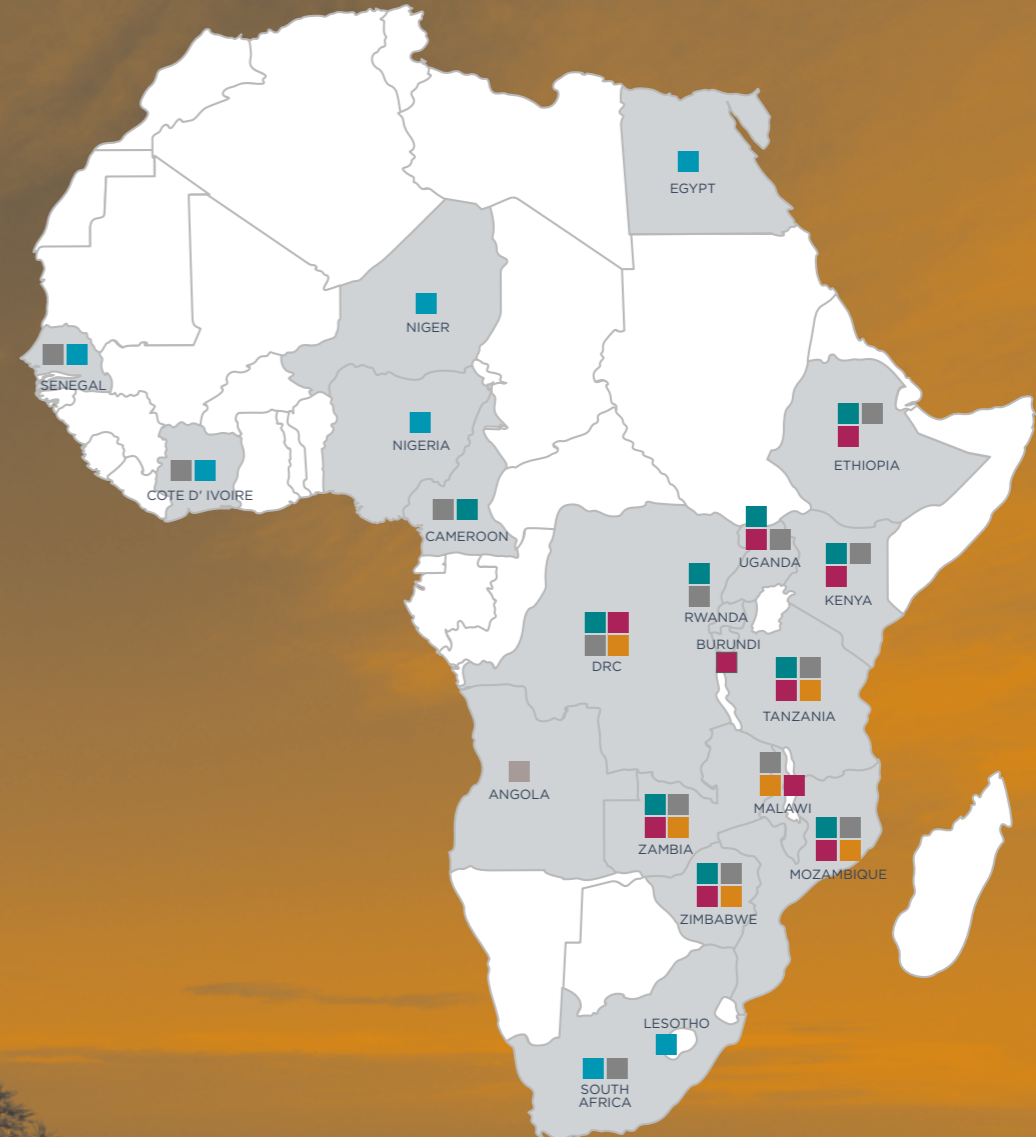 EGYPT
NIGER
SENEGAL
NIGERIA
ETHIOPIA
COTE D' IVOIRE
CAMEROON
UGANDA
KENYA
RWANDA
BURUNDI
DRC
TANZANIA
ANGOLA
MALAWI
ZAMBIA
MOZAMBIQUE
ZIMBABWE
LESOTHO
SOUTH
AFRICA